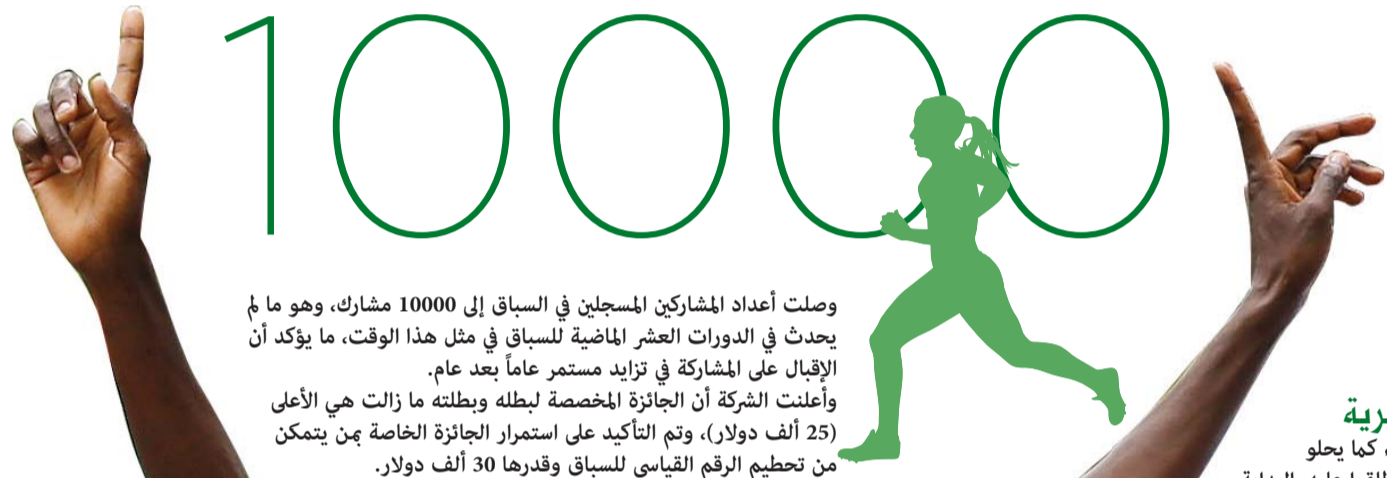 10000
وصلت أعداد المشاركين المسجلين في السباق إلى 10000 مشارك، وهو ما لم
يحدث في الدورات العشر الماضية للسباق في مثل هذا الوقت، ما يؤكد أن
الإقبال على المشاركة في تزايد مستمر عاماً بعد عام.
وأعلنت الشركة أن الجائزة المخصصة لبطله وبطلته ما زالت هي الأعلى
(25 ألف دولار)، وتم التأكيد على استمرار الجائزة الخاصة بمن يتمكن
من تحطيم الرقم القياسي للسباق وقدرها 30 ألف دولار.
كما يحلو